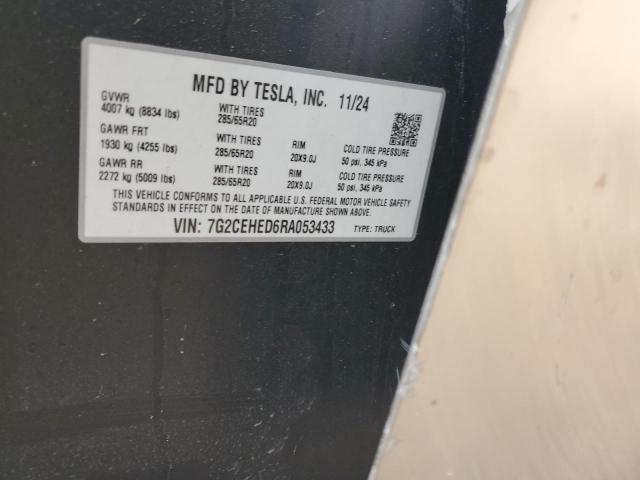 MFD BY TESLA, INC. 11/24
GVWR WITH TIRES
4007 kg (8834 lbs) 285/65R20
GAWR FRT WITH TIRES RIM COLD TIRE PRESSURE
1930 kg (4255 lbs) 285/65R20 20X9.0J 50 psi, 345 kPa
GAWR RR WITH TIRES RIM COLD TIRE PRESSURE
2272 kg (5009 lbs) 285/65R20 20X9.0J 50 psi, 345 kPa
THIS VEHICLE CONFORMS TO ALL APPLICABLE U.S. FEDERAL MOTOR VEHICLE SAFETY
STANDARDS IN EFFECT ON THE DATE OF MANUFACTURE SHOWN ABOVE.
VIN: 7G2CEHED6RA053433 TYPE: TRUCK